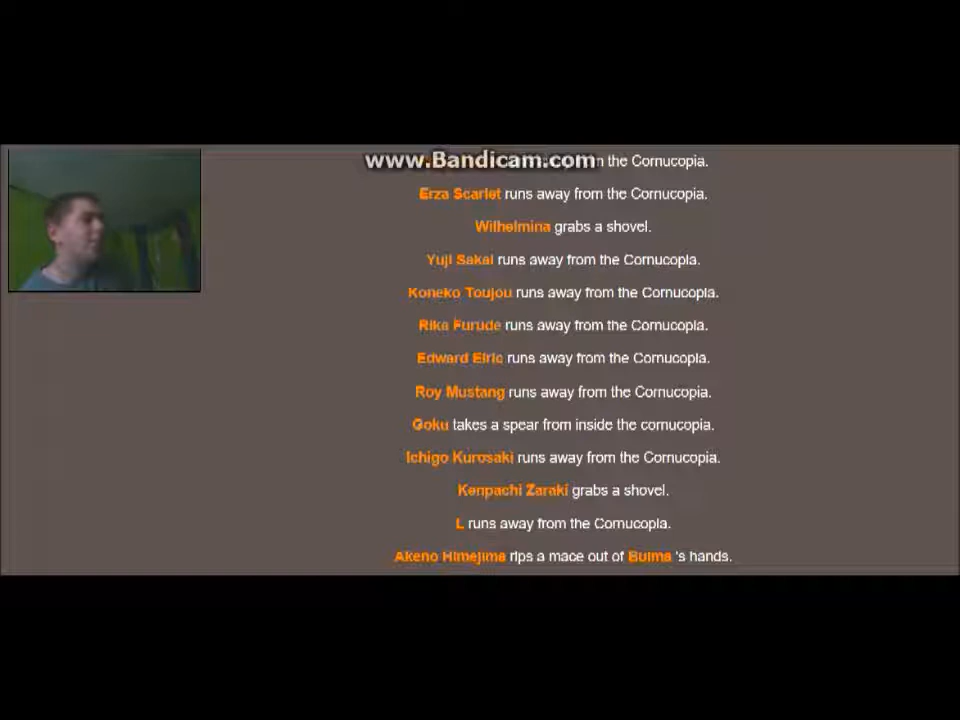 www.Bandicam.com n the Cornucopia.
Erza Scarlet runs away from the Cornucopia.
Wilhelmina grabs a shovel.
Yuji Sakai runs away from the Cornucopia.
Koneko Toujou runs away from the Cornucopia.
Rika Furude runs away from the Cornucopia.
Edward Elric runs away from the Cornucopia.
Roy Mustang runs away from the Cornucopia.
Goku takes a spear from inside the cornucopia.
Ichigo Kurosaki runs away from the Cornucopia.
Kenpachi Zaraki grabs a shovel.
L runs away from the Cornucopia.
Akeno Himejima rips a mace out of Bulma 's hands.